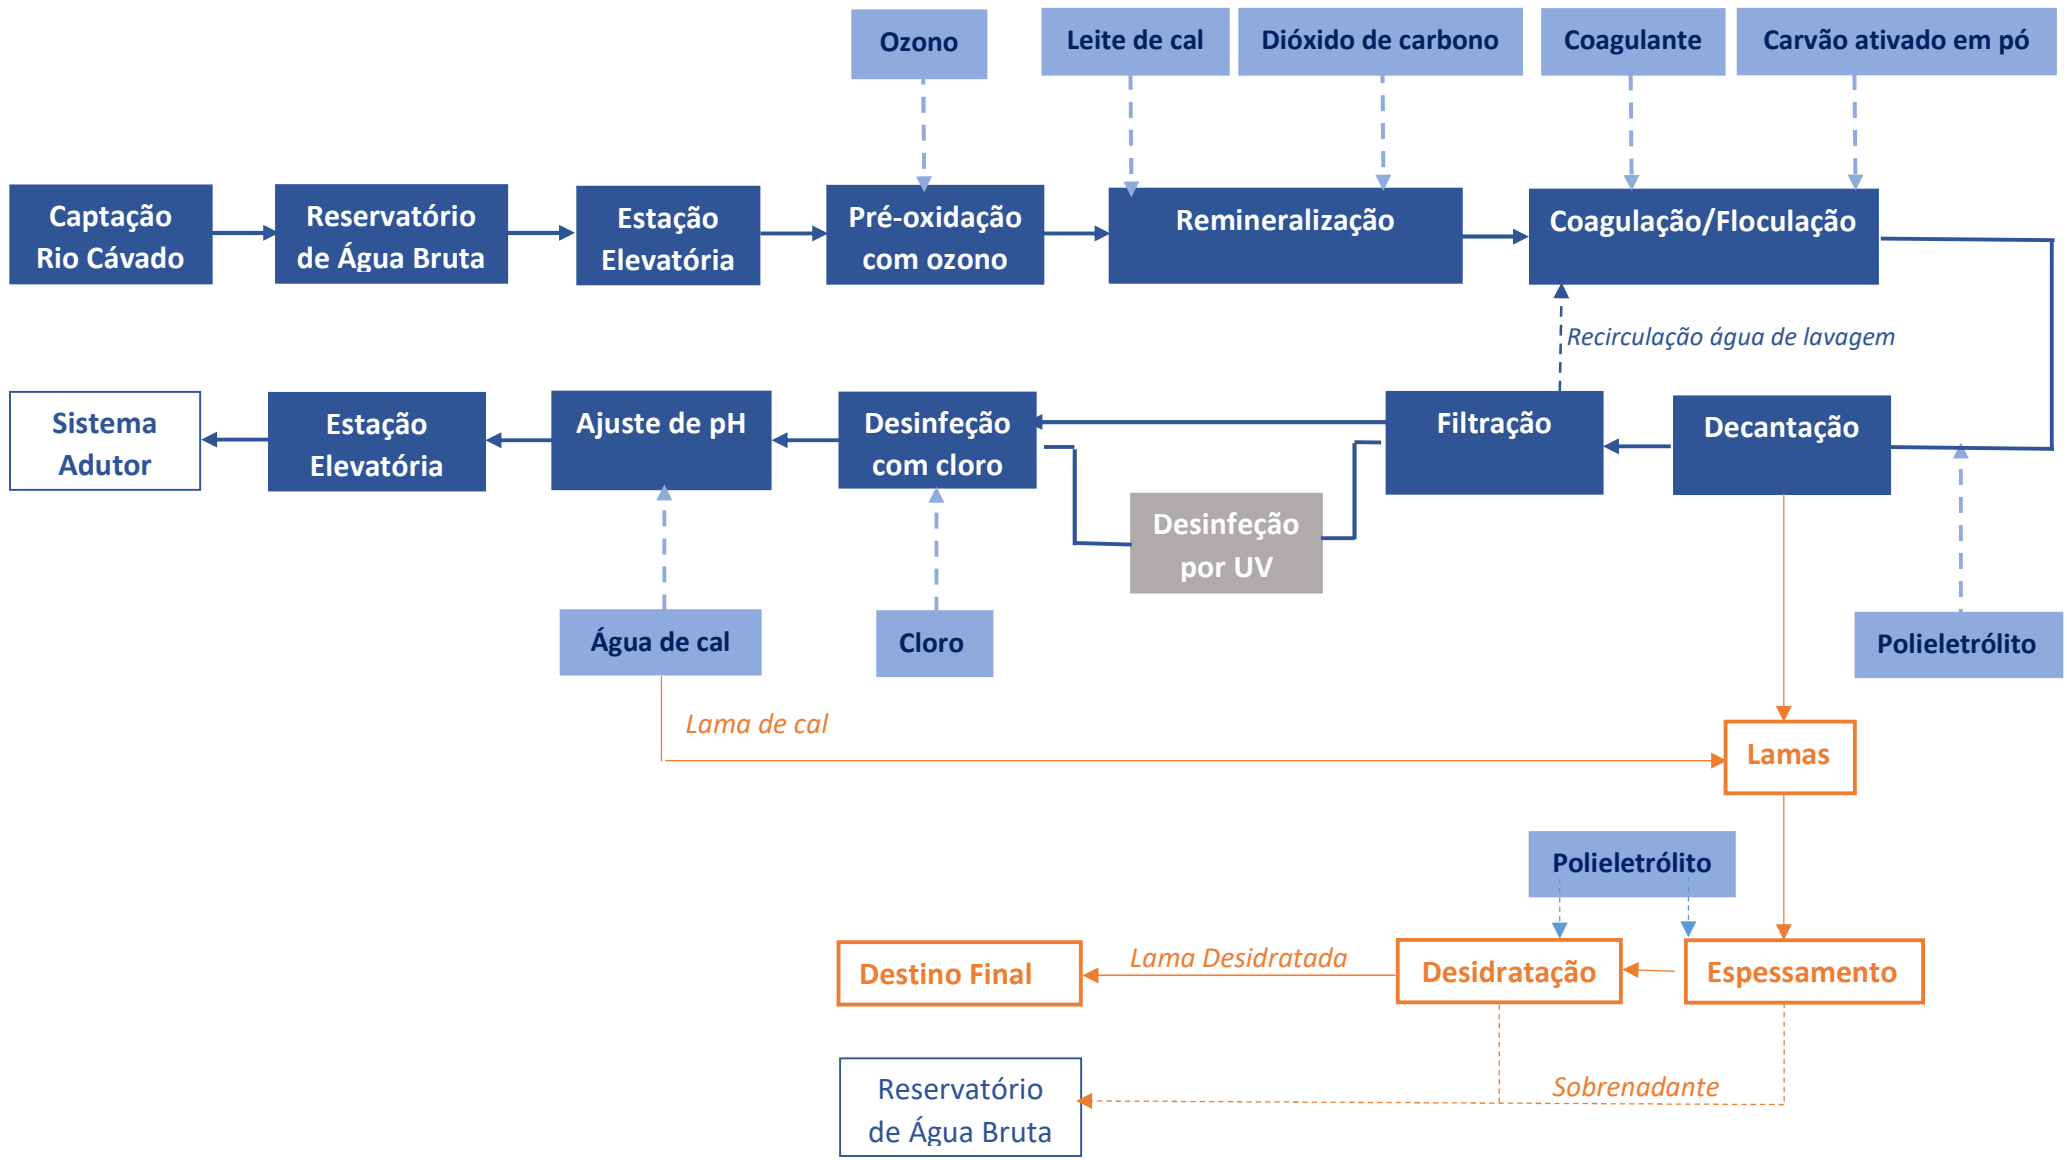 Ozono
Leite de cal
Dióxido de carbono
Coagulante
Carvão ativado em pó
Captação
Rio Cávado
Reservatório
de Água Bruta
Estação
Elevatória
Pré-oxidação
com ozono
Remineralização
Coagulação/Floculação
Recirculação água de lavagem
Sistema
Adutor
Estação
Elevatória
Ajuste de pH
Desinfeção
com cloro
Filtração
Decantação
Desinfeção
por UV
Água de cal
Cloro
Polieletrólito
Lama de cal
Lamas
Polieletrólito
Destino Final
Lama Desidratada
Desidratação
Espessamento
Reservatório
de Água Bruta
Sobrenadante